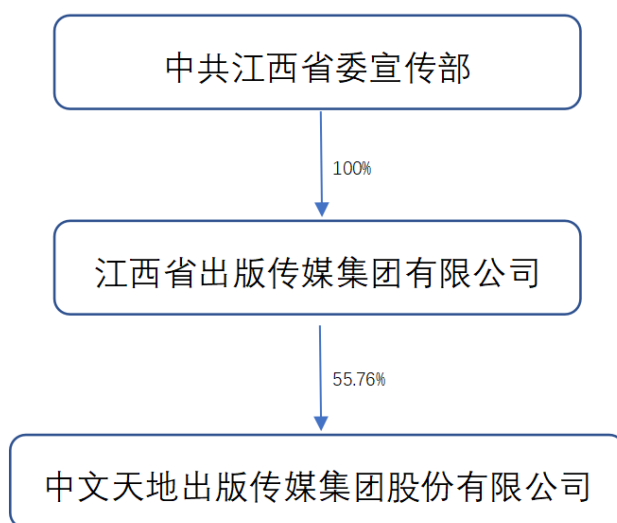 中共江西省委宣传部
100%
江西省出版传媒集团有限公司
55.76%
中文天地出版传媒集团股份有限公司